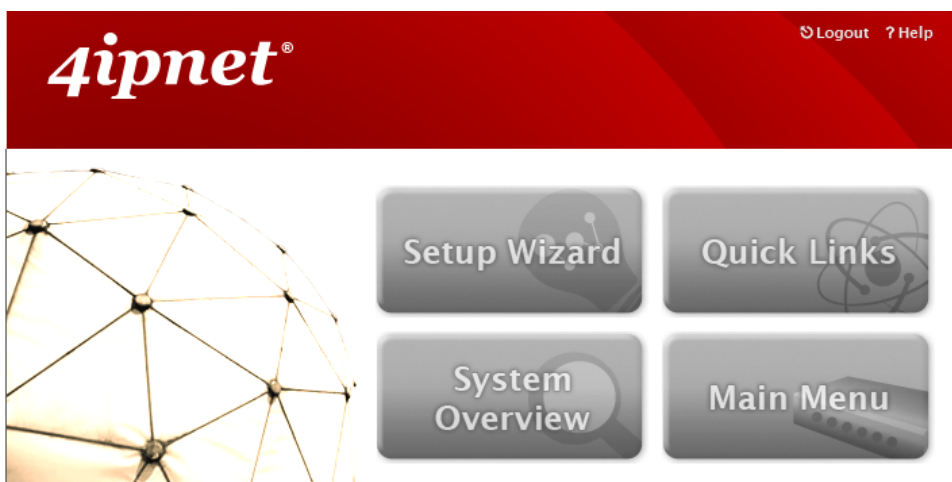 4ipnet®
Logout ? Help
Setup Wizard
Quick Links
System
Overview
Main Menu